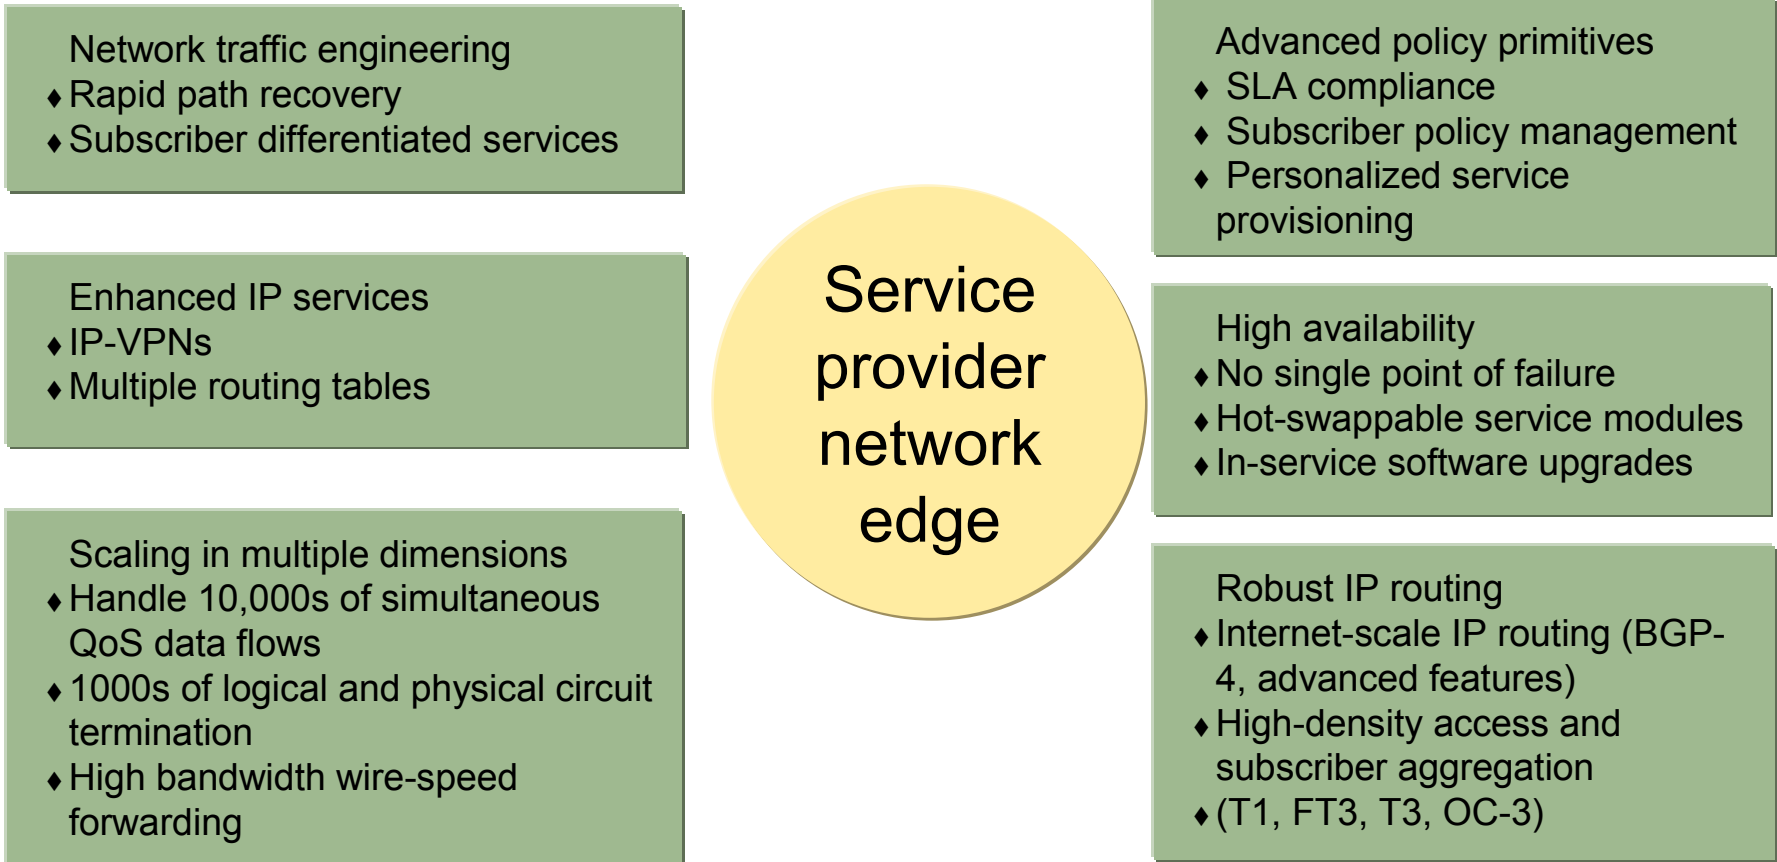 Network traffic engineering
♦ Rapid path recovery
♦ Subscriber differentiated services
Enhanced IP services
♦ IP-VPNs
♦ Multiple routing tables
Scaling in multiple dimensions
♦ Handle 10,000s of simultaneous
QoS data flows
♦ 1000s of logical and physical circuit
termination
♦ High bandwidth wire-speed
forwarding
Service
provider
network
edge
Advanced policy primitives
♦ SLA compliance
♦ Subscriber policy management
♦ Personalized service
provisioning
High availability
♦ No single point of failure
♦ Hot-swappable service modules
♦ In-service software upgrades
Robust IP routing
♦ Internet-scale IP routing (BGP-
4, advanced features)
♦ High-density access and
subscriber aggregation
♦ (T1, FT3, T3, OC-3)